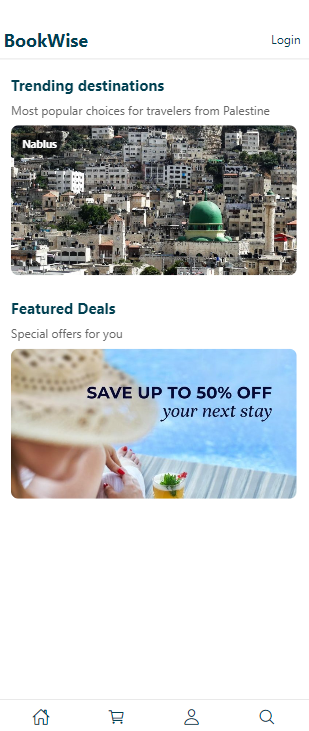 BookWise
Login
Trending destinations
Most popular choices for travelers from Palestine
Nablus
Featured Deals
Special offers for you
SAVE UP TO 50% OFF
your next stay